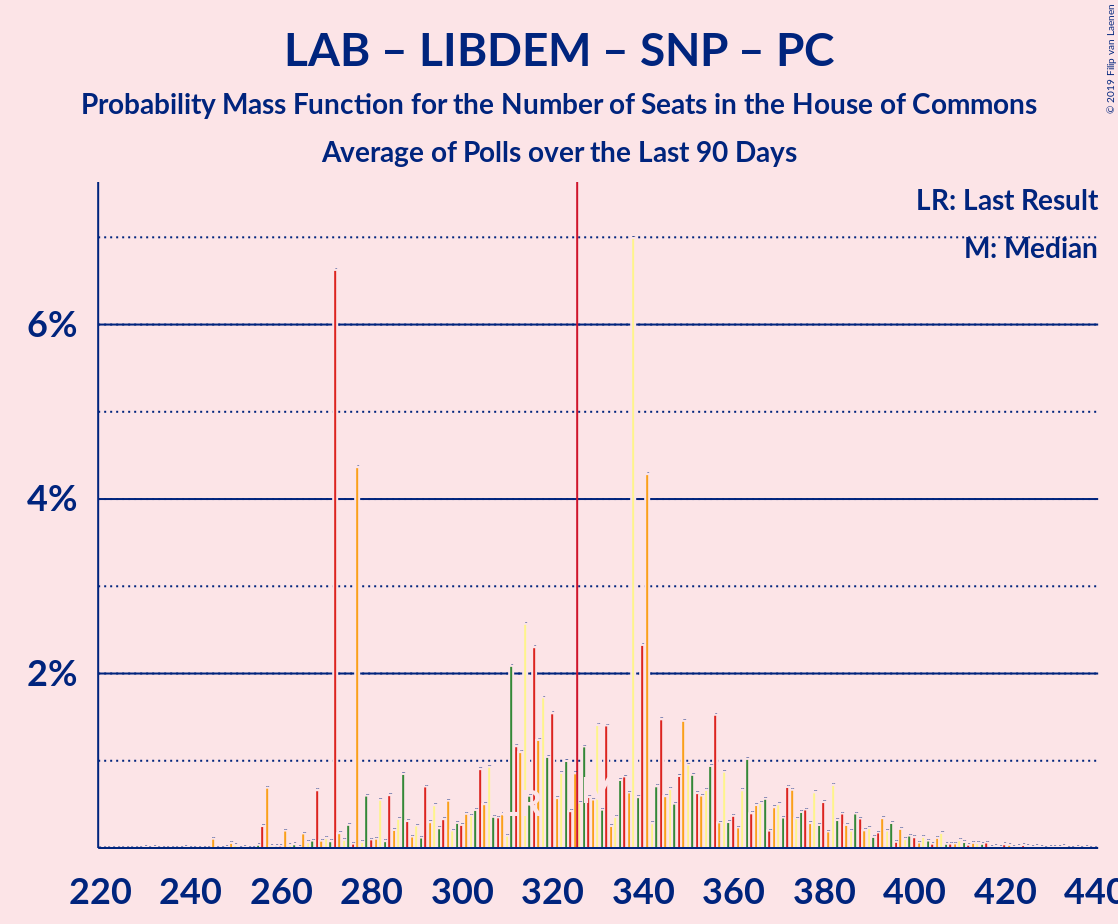 LAB – LIBDEM – SNP – PC
Probability Mass Function for the Number of Seats in the House of Commons
Average of Polls over the Last 90 Days
© 2019 Filip van Laenen
LR: Last Result
M: Median
6%
4%
2%
220 240 260 280 300 320 340 360 380 400 420 440